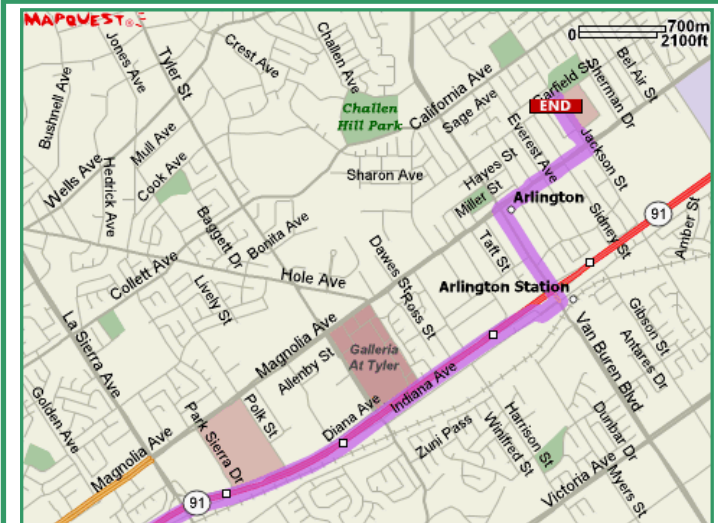 MAPQUEST
700m
2100ft
0
Jones Ave
Tyler St
Crest Ave
Challen Ave
California Ave
Bel Air St
Sherman Dr
Garfield St
END
Bushnell Ave
Challen
Hill Park
Sage Ave
Everest Ave
Mull Ave
Cook Ave
Wells Ave
Hedrick Ave
Sharon Ave
Hayes St
Jackson St
Miller St
Arlington
Baggett Dr
Bonita Ave
Sidney St
91
Amber St
Taft St
Collett Ave
Hole Ave
Dawes St
Ross St
Arlington Station
Lively St
La Sierra Ave
Magnolia Ave
Gibson St
Antares Dr
Van Buren Blvd
Galleria
At Tyler
Allenby St
Indiana Ave
Golden Ave
Park Sierra Dr
Polk St
Diana Ave
Zuni Pass
Harrison St
Winifred St
Dunbar Dr
Magnolia Ave
Victoria Ave
Myers St
91